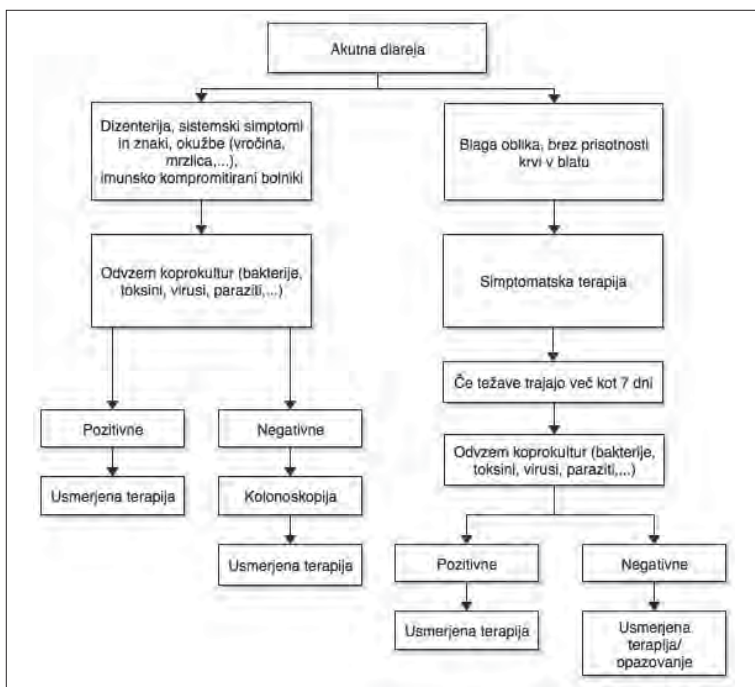 Akutna diareja
Dizenterija, sistemski simptomi
in znaki, okužbe (vročina,
mrzlica,...),
imunsko kompromitirani bolniki
Blaga oblika, brez prisotnosti
krvi v blatu
Odvzem koprokultur (bakterije,
toksini, virusi, paraziti,...)
Simptomatska terapija
Če težave trajajo več kot 7 dni
Pozitivne
Negativne
Odvzem koprokultur (bakterije,
toksini, virusi, paraziti,...)
Usmerjena terapija
Kolonoskopija
Usmerjena terapija
Pozitivne
Negativne
Usmerjena terapija
Usmerjena
terapija/
opazovanje